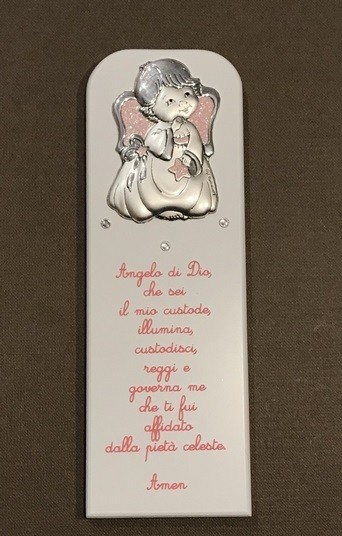 Angelo di Dio,
che sei
il mio custode,
illumina,
custodisci,
reggi e
governa me
che ti fui
affidato
dalla pietà celeste.
Amen